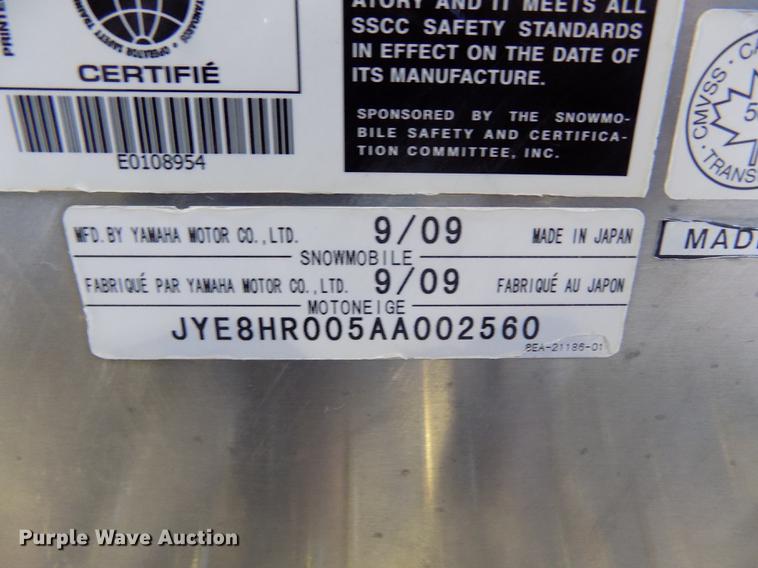 ATORY AND IT MEETS ALL
SSCC SAFETY STANDARDS
IN EFFECT ON THE DATE OF
ITS MANUFACTURE.
SPONSORED BY THE SNOWMO-
BILE SAFETY AND CERTIFICA-
TION COMMITTEE, INC.
OPERATOR SAFETY
CERTIFIÉ
E0108954
CMVSS
TRANS
MADE
MFD. BY YAMAHA MOTOR CO., LTD. 9/09 MADE IN JAPAN
SNOWMOBILE
FABRIQUÉ PAR YAMAHA MOTOR CO., LTD. 9/09 FABRIQUÉ AU JAPON
MOTONEIGE
JYE8HR005AA002560
8EA-21186-01
Purple Wave Auction